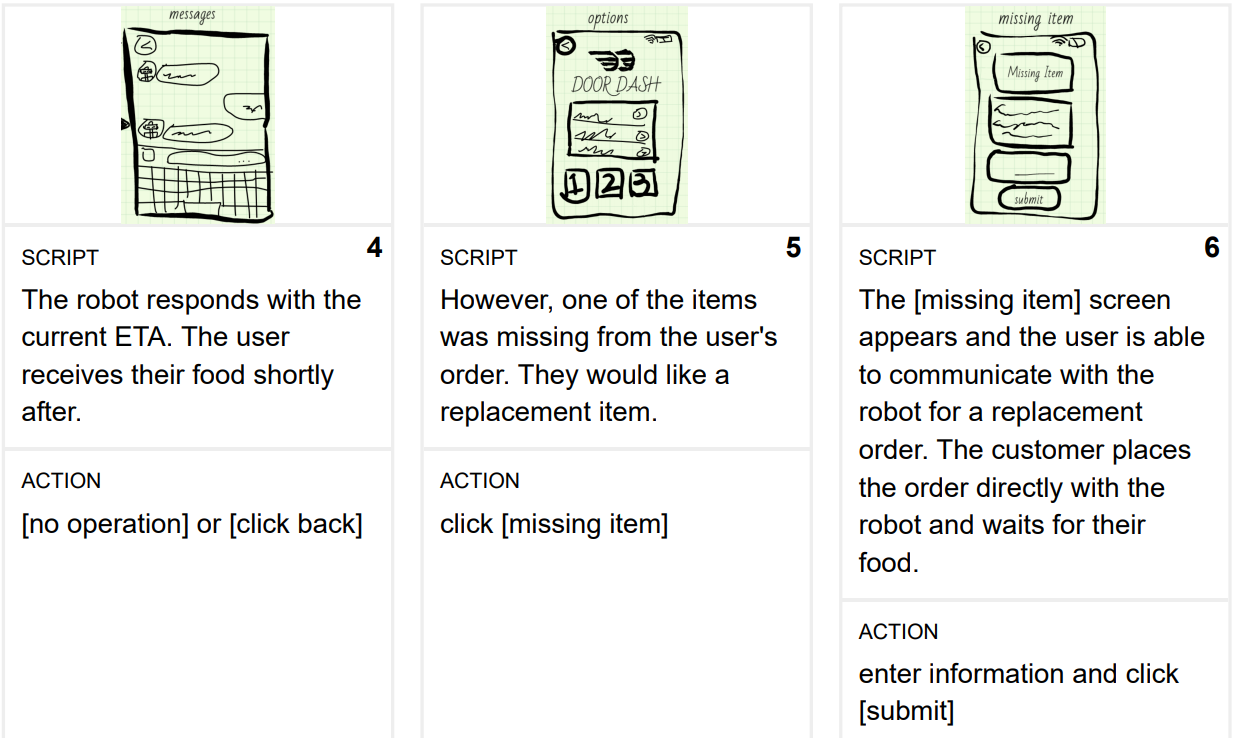 messages
4
SCRIPT
The robot responds with the
current ETA. The user
receives their food shortly
after.
ACTION
[no operation] or [click back]
options
DOOR DASH
1 2 3
5
SCRIPT
However, one of the items
was missing from the user's
order. They would like a
replacement item.
ACTION
click [missing item]
missing item
Missing Item
submit
6
SCRIPT
The [missing item] screen
appears and the user is able
to communicate with the
robot for a replacement
order. The customer places
the order directly with the
robot and waits for their
food.
ACTION
enter information and click
[submit]